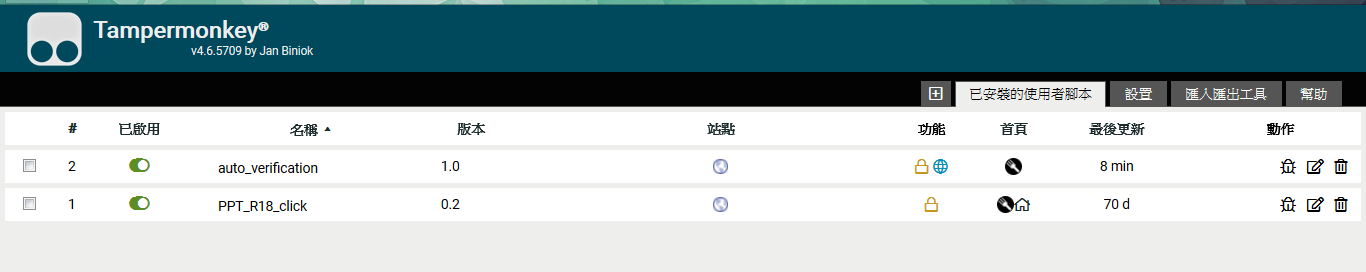 Tampermonkey®
v4.6.5709 by Jan Biniok
已安裝的使用者腳本 設置 匯入匯出工具 幫助
# 已啟用 名稱 版本 站點 功能 首頁 最後更新 動作
2 auto_verification 1.0 8 min
1 PPT_R18_click 0.2 70 d